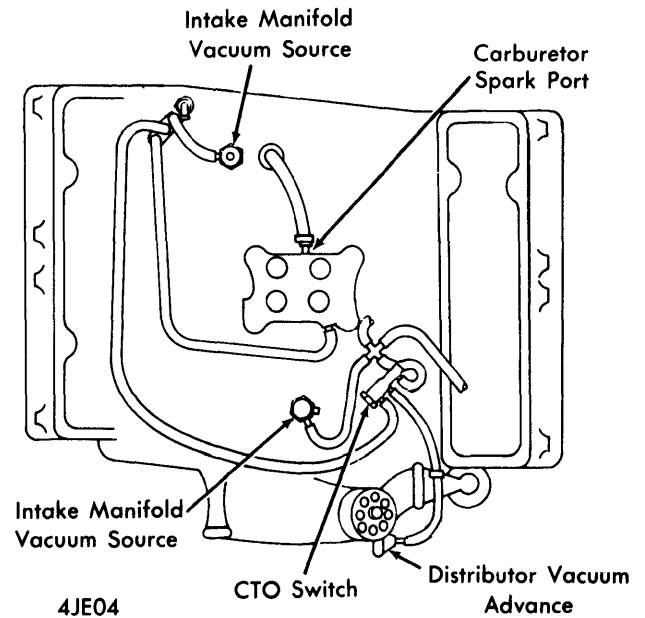 Intake Manifold
Vacuum Source
Carburetor
Spark Port
Intake Manifold
Vacuum Source
CTO Switch
Distributor Vacuum
Advance
4JE04